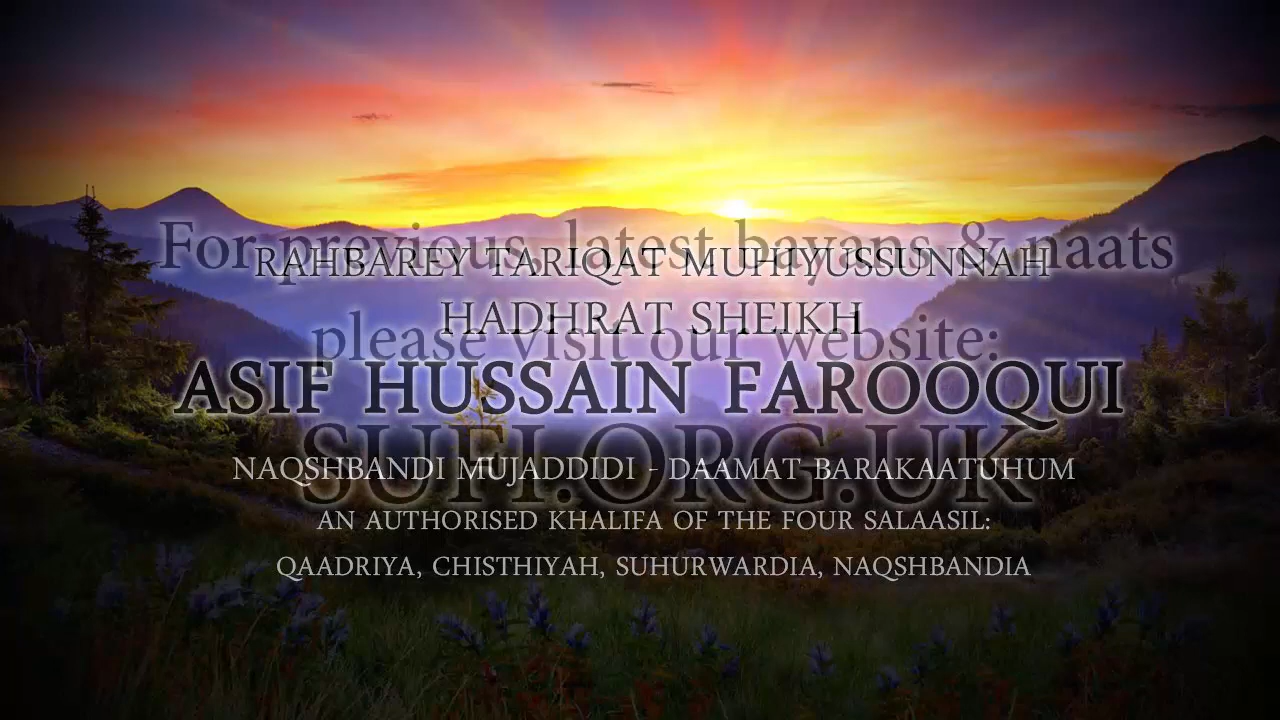 For previous, latest bayans & naats
RAHBAREY TARIQAT MUHIYUSSUNNAH
HADHRAT SHEIKH
please visit our website:
ASIF HUSSAIN FAROOQUI
SUFI.ORG.UK
NAQSHBANDI MUJADDIDI - DAAMAT BARAKAATUHUM
AN AUTHORISED KHALIFA OF THE FOUR SALAASIL:
QAADRIYA, CHISTHIYAH, SUHURWARDIA, NAQSHBANDIA